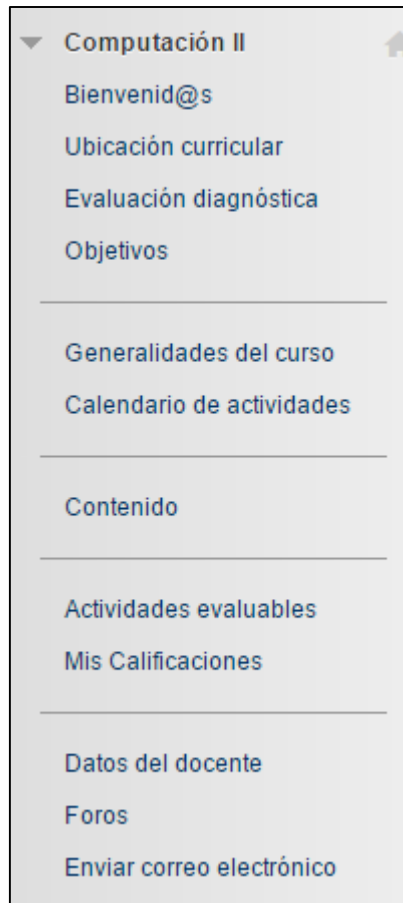 Computación II
Bienvenid@s
Ubicación curricular
Evaluación diagnóstica
Objetivos
Generalidades del curso
Calendario de actividades
Contenido
Actividades evaluables
Mis Calificaciones
Datos del docente
Foros
Enviar correo electrónico